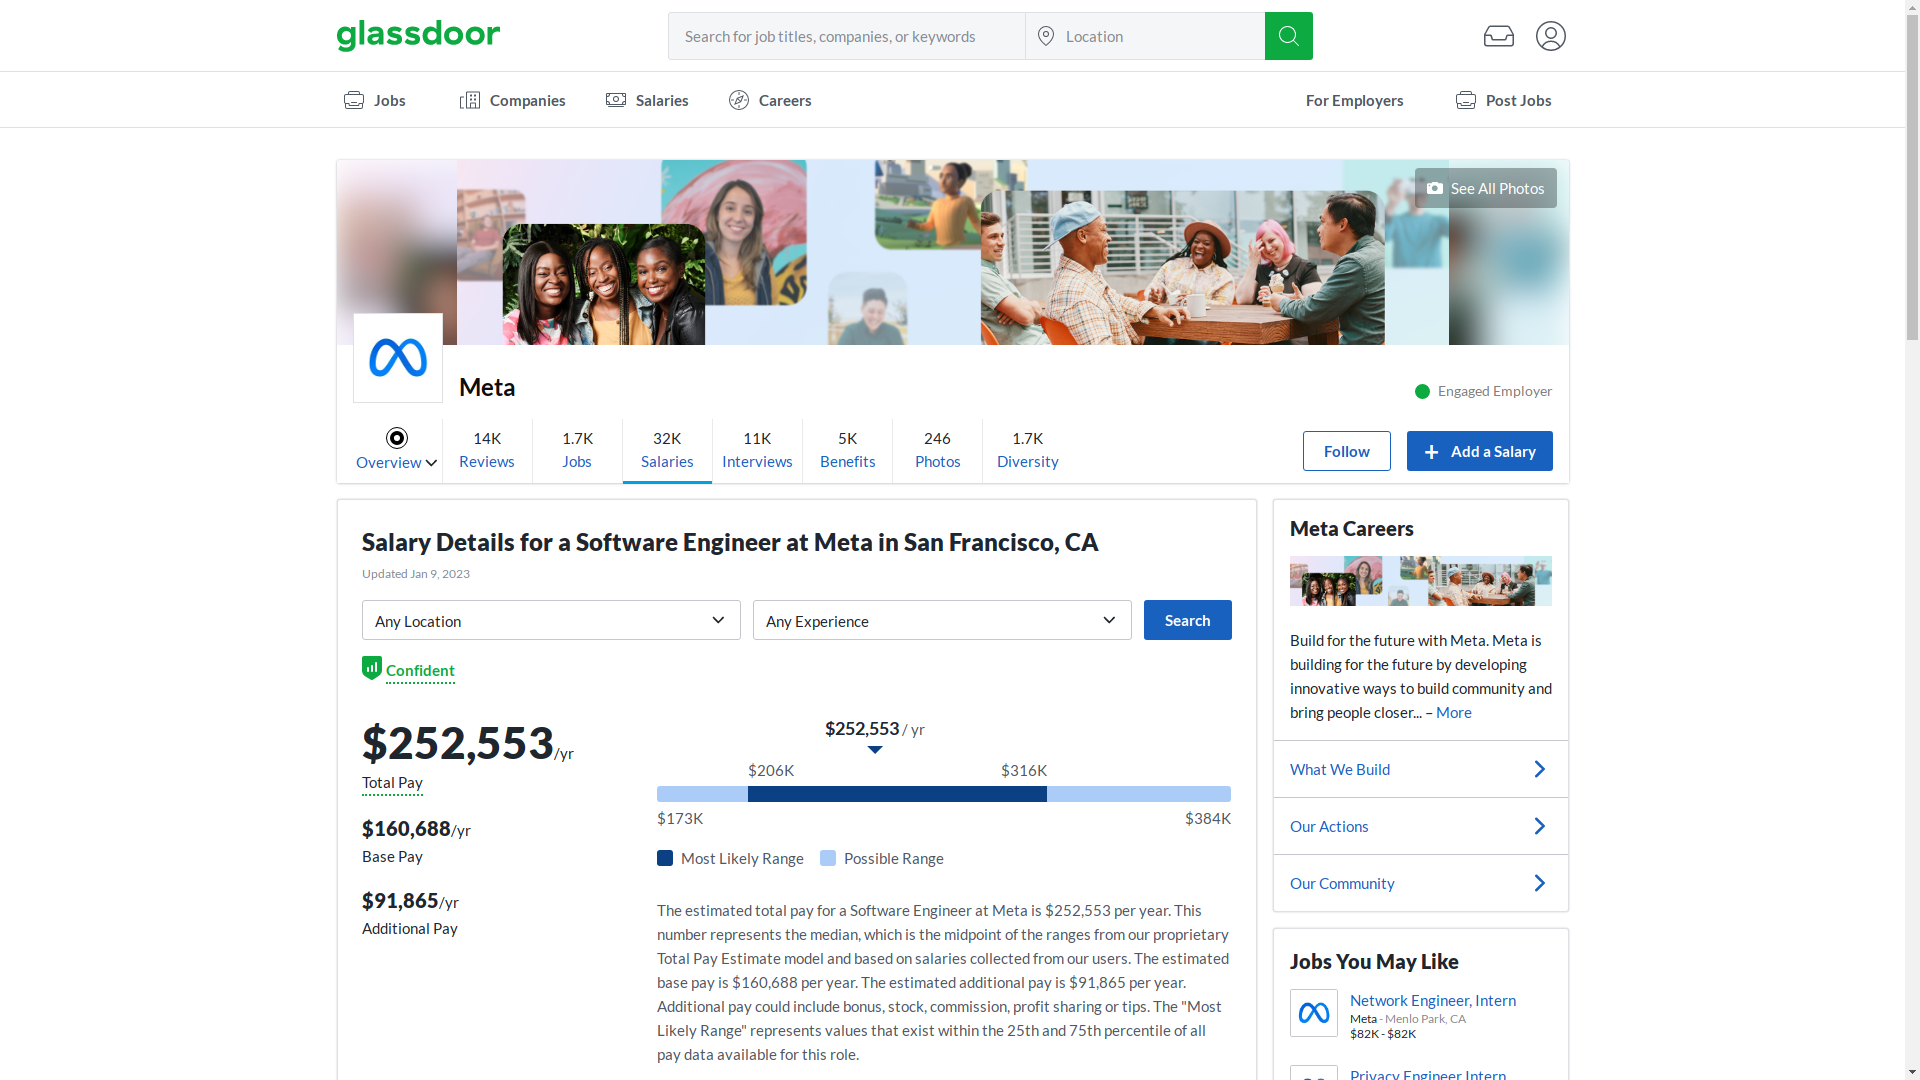 glassdoor
Search for job titles, companies, or keywords
Location
Jobs
Companies
Salaries
Careers
For Employers
Post Jobs
See All Photos
Meta
Engaged Employer
Overview
14K
Reviews
1.7K
Jobs
32K
Salaries
11K
Interviews
5K
Benefits
246
Photos
1.7K
Diversity
Follow
Add a Salary
Salary Details for a Software Engineer at Meta in San Francisco, CA
Updated Jan 9, 2023
Any Location
Any Experience
Search
Confident
$252,553/yr
Total Pay
$160,688/yr
Base Pay
$91,865/yr
Additional Pay
$252,553 / yr
$206K
$316K
$173K
$384K
Most Likely Range
Possible Range
The estimated total pay for a Software Engineer at Meta is $252,553 per year. This
number represents the median, which is the midpoint of the ranges from our proprietary
Total Pay Estimate model and based on salaries collected from our users. The estimated
base pay is $160,688 per year. The estimated additional pay is $91,865 per year.
Additional pay could include bonus, stock, commission, profit sharing or tips. The "Most
Likely Range" represents values that exist within the 25th and 75th percentile of all
pay data available for this role.
Meta Careers
Build for the future with Meta. Meta is
building for the future by developing
innovative ways to build community and
bring people closer... – More
What We Build
Our Actions
Our Community
Jobs You May Like
Network Engineer, Intern
Meta - Menlo Park, CA
$82K - $82K
Privacy Engineer Intern